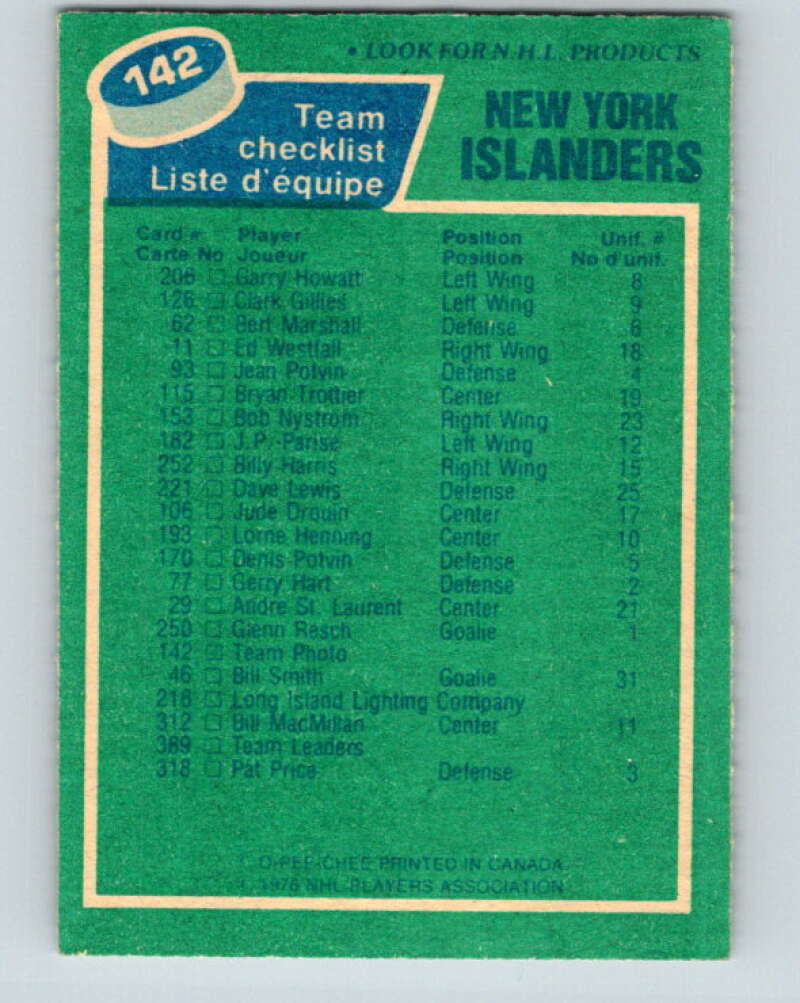 142
• LOOK FOR N.H.L. PRODUCTS
Team
checklist
Liste d'équipe
NEW YORK
ISLANDERS
Card # Player Position Unif. #
Carte No Joueur Position No d'unif.
206 □ Garry Howatt Left Wing 8
126 □ Clark Gillies Left Wing 9
62 □ Bert Marshall Defense 6
11 □ Ed Westfall Right Wing 18
93 □ Jean Potvin Defense 4
115 □ Bryan Trottier Center 19
153 □ Bob Nystrom Right Wing 23
182 □ J.P. Parise Left Wing 12
252 □ Billy Harris Right Wing 15
221 □ Dave Lewis Defense 25
106 □ Jude Drouin Center 17
193 □ Lorne Henning Center 10
170 □ Denis Potvin Defense 5
77 □ Gerry Hart Defense 2
29 □ Andre St. Laurent Center 21
250 □ Glenn Resch Goalie 1
142 □ Team Photo
46 □ Bill Smith Goalie 31
216 □ Long Island Lighting Company
312 □ Bill MacMillan Center 11
389 □ Team Leaders
318 □ Pat Price Defense 3
O-PEE-CHEE PRINTED IN CANADA
1976 NHL PLAYERS ASSOCIATION